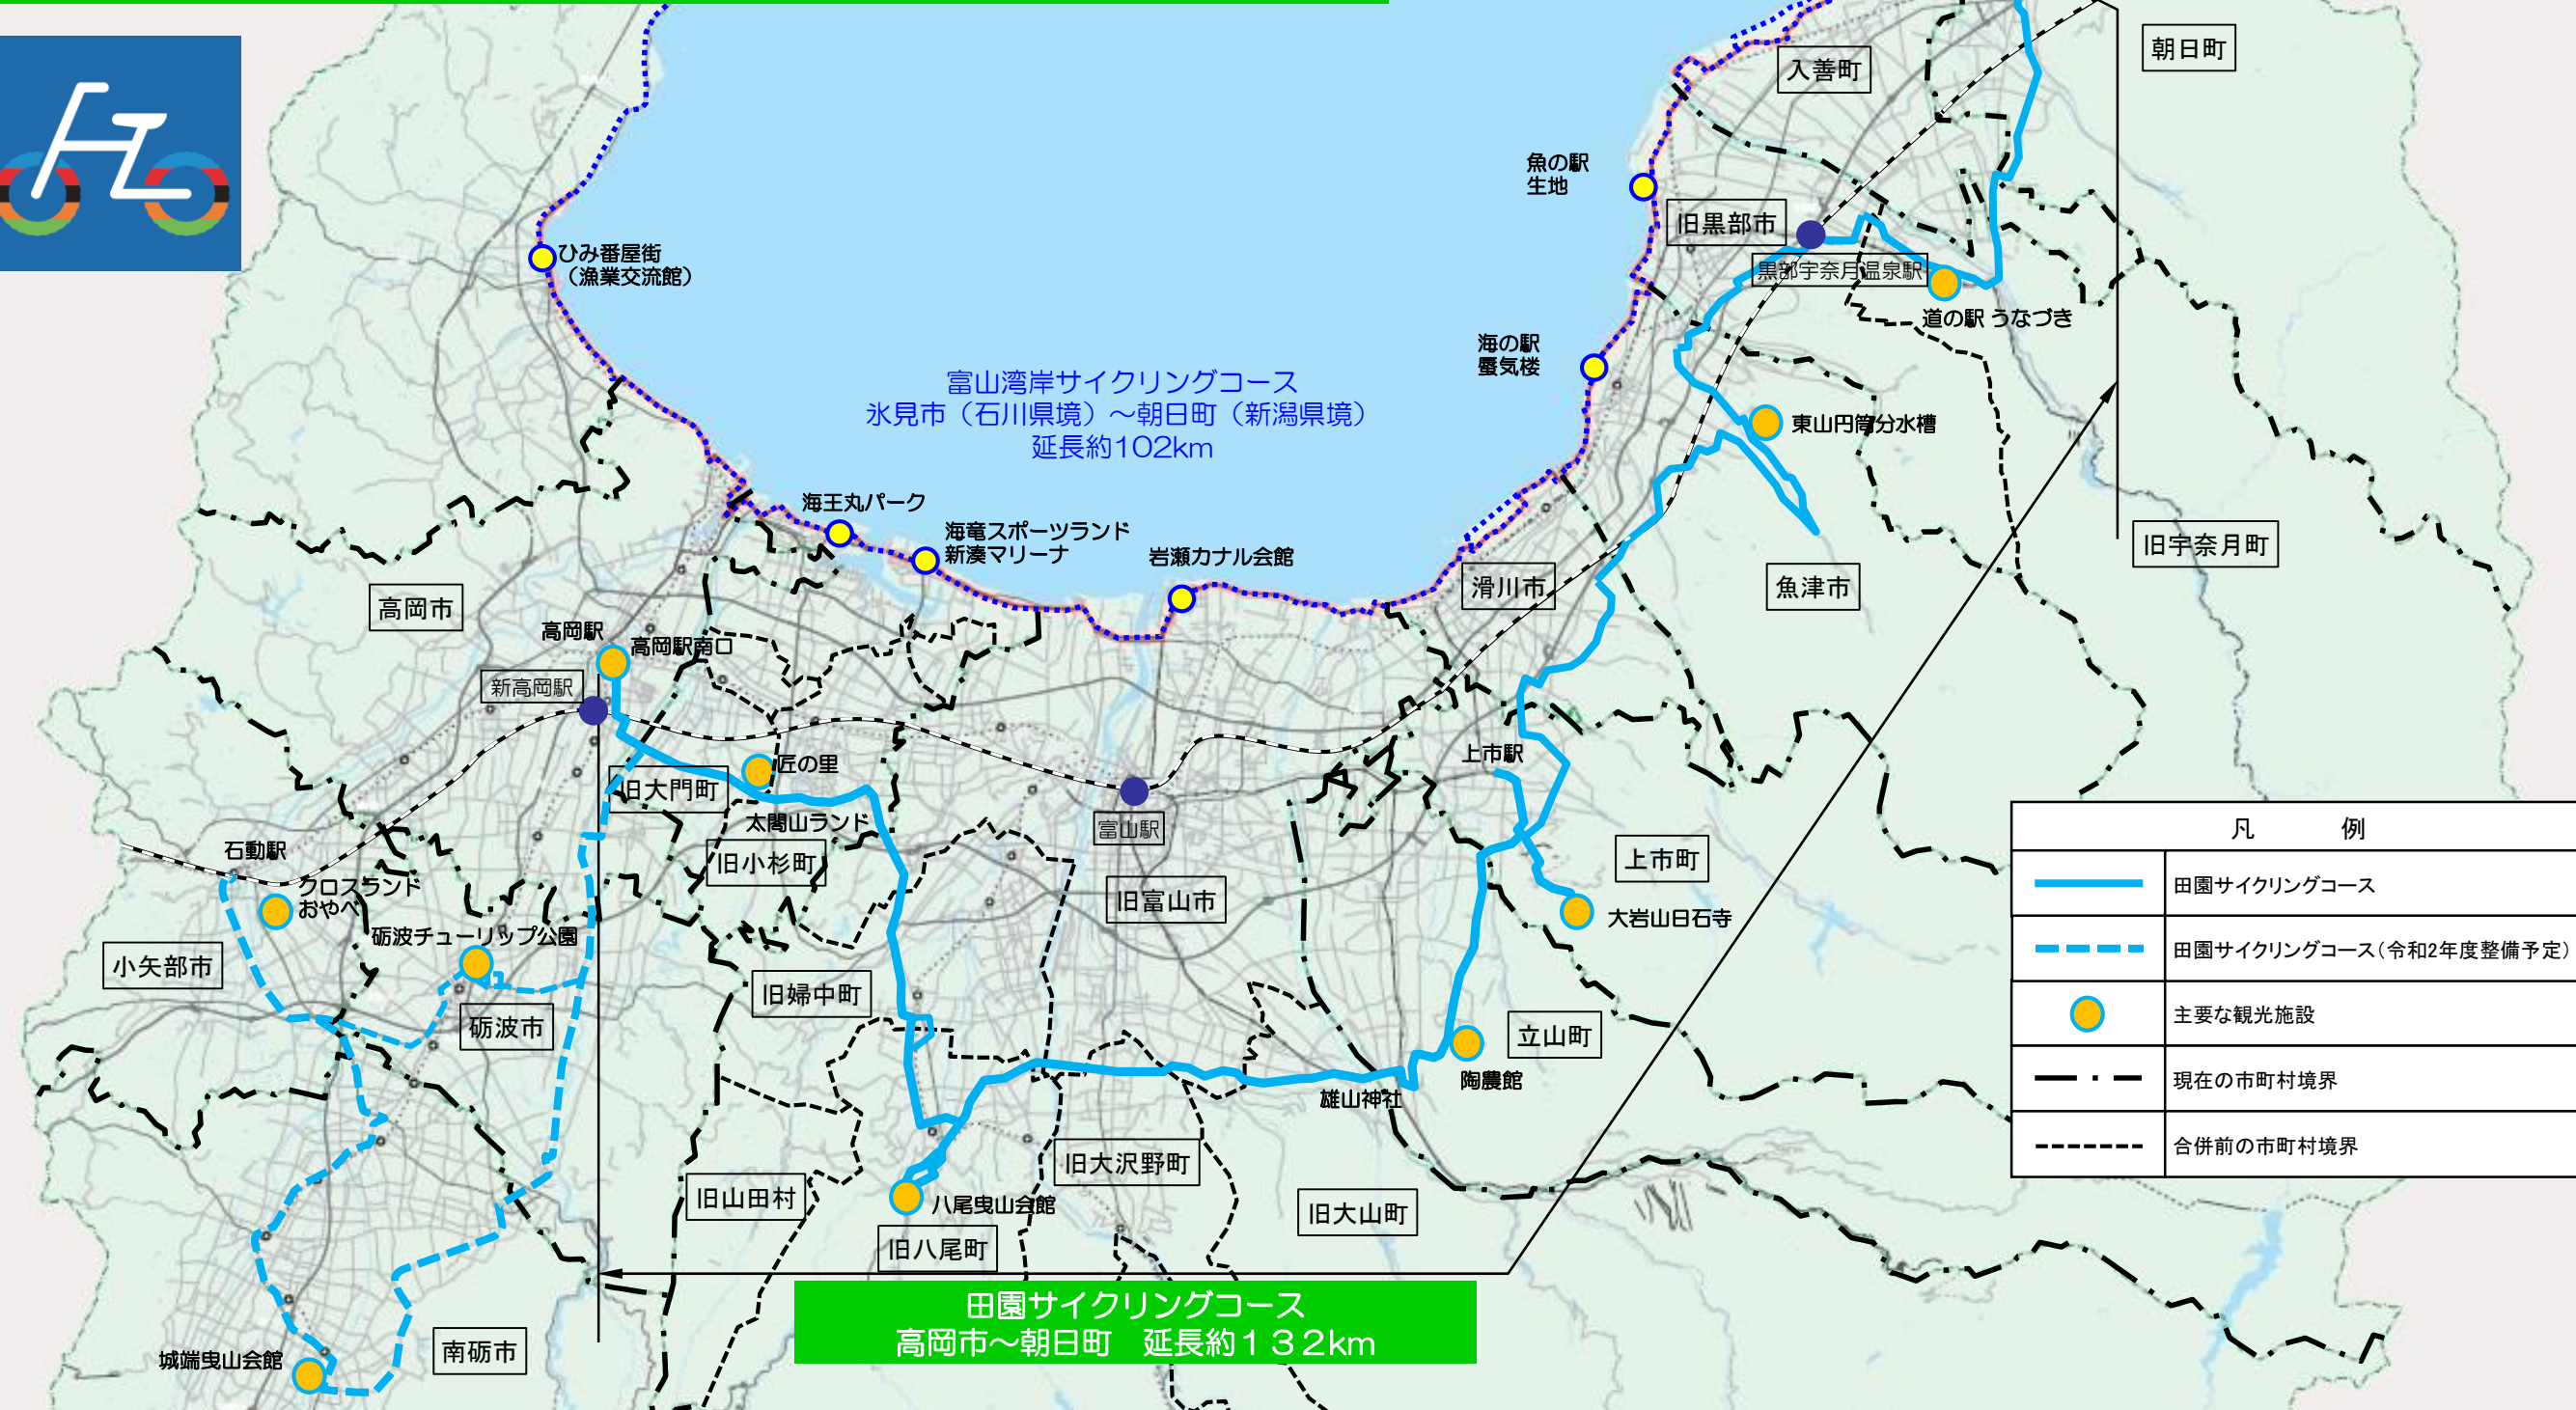 朝日町
入善町
魚の駅
生地
旧黒部市
黒部宇奈月温泉駅
道の駅 うなづき
ひみ番屋街
（漁業交流館）
海の駅
蜃気楼
富山湾岸サイクリングコース
氷見市（石川県境）～朝日町（新潟県境）
延長約102km
東山円筒分水槽
海王丸パーク
海竜スポーツランド
新湊マリーナ
岩瀬カナル会館
旧宇奈月町
滑川市
魚津市
高岡市
高岡駅
高岡駅南口
新高岡駅
上市駅
匠の里
旧大門町
太閤山ランド
富山駅
石動駅
旧小杉町
上市町
クロスランド
おやべ
旧富山市
大岩山日石寺
砺波チューリップ公園
小矢部市
旧婦中町
砺波市
立山町
陶農館
雄山神社
旧大沢野町
旧山田村
八尾曳山会館
旧大山町
旧八尾町
田園サイクリングコース
高岡市～朝日町　延長約１３２km
南砺市
城端曳山会館
凡　例
田園サイクリングコース
田園サイクリングコース（令和2年度整備予定）
主要な観光施設
現在の市町村境界
合併前の市町村境界